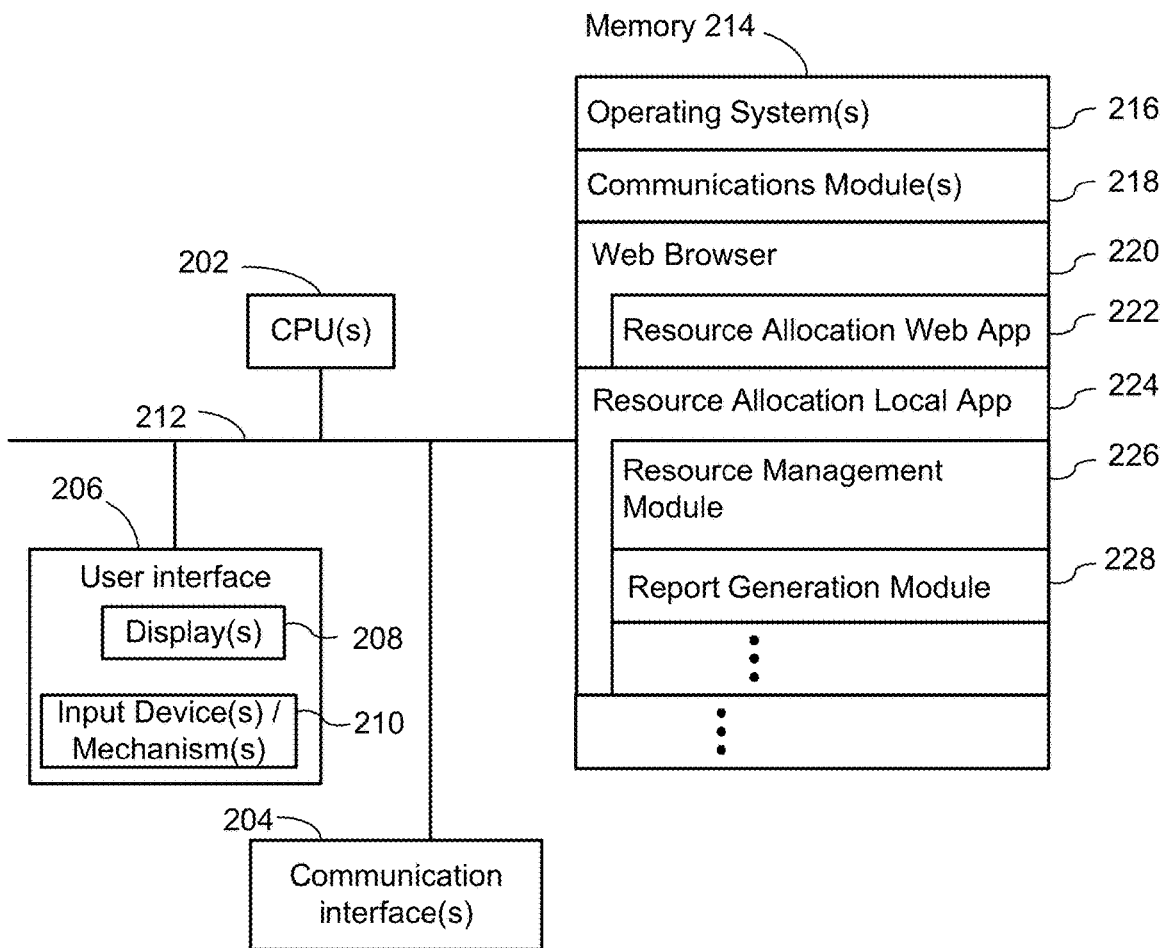 Memory 214
Operating System(s)
216
Communications Module(s)
218
Web Browser
220
Resource Allocation Web App
222
Resource Allocation Local App
224
Resource Management
Module
226
Report Generation Module
228
202
CPU(s)
212
206
User interface
Display(s)
208
Input Device(s) /
Mechanism(s)
210
204
Communication
interface(s)